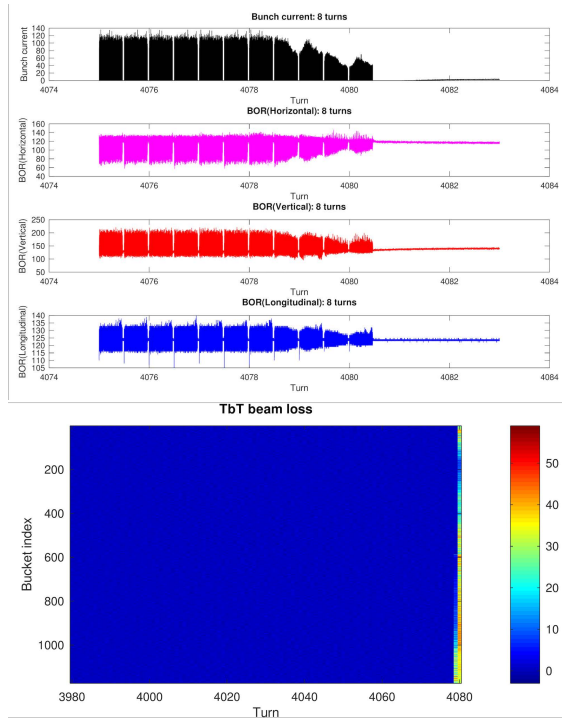 Bunch current: 8 turns
Bunch current
140
120
100
80
60
40
20
0
4074 4076 4078 4080 4082 4084
Turn
BOR(Horizontal): 8 turns
BOR(Horizontal)
160
140
120
100
80
60
40
4074 4076 4078 4080 4082 4084
Turn
BOR(Vertical): 8 turns
BOR(Vertical)
250
200
150
100
50
4074 4076 4078 4080 4082 4084
Turn
BOR(Longitudinal): 8 turns
BOR(Longitudinal)
140
135
130
125
120
115
110
105
4074 4076 4078 4080 4082 4084
Turn
TbT beam loss
Bucket index
200
400
600
800
1000
3980 4000 4020 4040 4060 4080
Turn
50
40
30
20
10
0